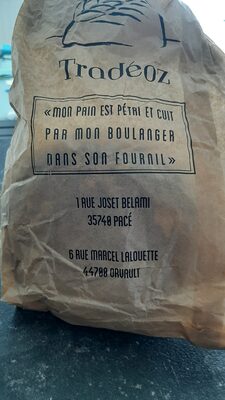 Tradéoz
«MON PAIN EST PÉTRI ET CUIT
PAR MON BOULANGER
DANS SON FOURNIL»
1 RUE JOSET BELAMI
35740 PACÉ
6 RUE MARCEL LALOUETTE
44700 ORVAULT